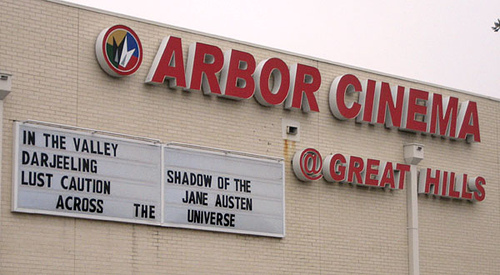 ARBOR CINEMA
@ GREAT HILLS
IN THE VALLEY
DARJEELING
LUST CAUTION
ACROSS THE
SHADOW OF THE
JANE AUSTEN
UNIVERSE